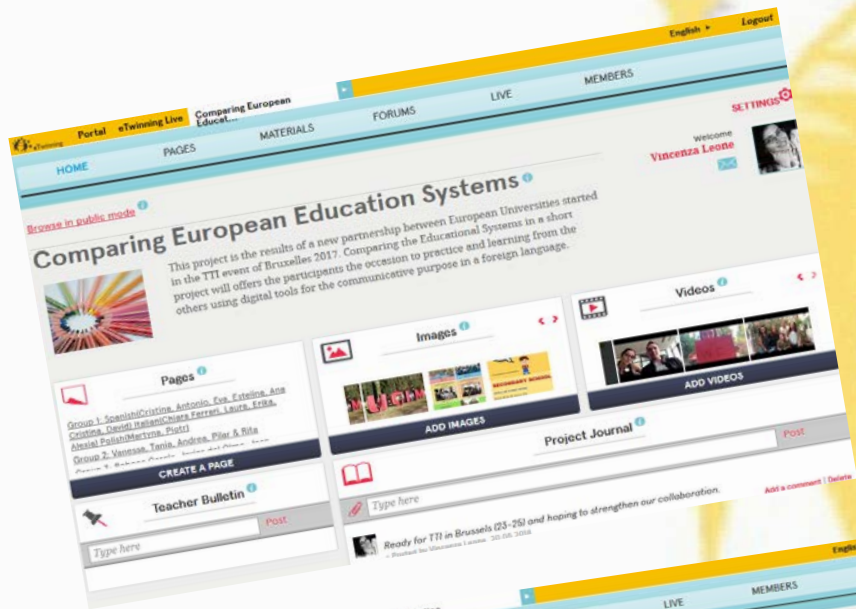 English
Logout
eTwinning
Portal
eTwinning Live
Comparing European
Educat...
HOME
PAGES
MATERIALS
FORUMS
LIVE
MEMBERS
SETTINGS
Welcome
Vincenza Leone
Browse in public mode
Comparing European Education Systems
This project is the results of a new partnership between European Universities started
in the TTI event of Bruxelles 2017. Comparing the Educational Systems in a short
project will offers the participants the occasion to practice and learning from the
others using digital tools for the communicative purpose in a foreign language.
Pages
Group 1: Spanish(Cristina, Antonio, Eva, Estelina, Ana
Cristina, David) Italian(Chiara Ferrari, Laura, Erika,
Alexia) Polish(Martyna, Piotr)
Group 2: Vanessa, Tania, Andrea, Pilar & Rita
CREATE A PAGE
Images
SECONDARY SCHOOL
ADD IMAGES
Videos
ADD VIDEOS
Teacher Bulletin
Type here
Post
Project Journal
Type here
Post
Ready for TTI in Brussels (23-25) and hoping to strengthen our collaboration.
Add a comment | Delete
LIVE
MEMBERS